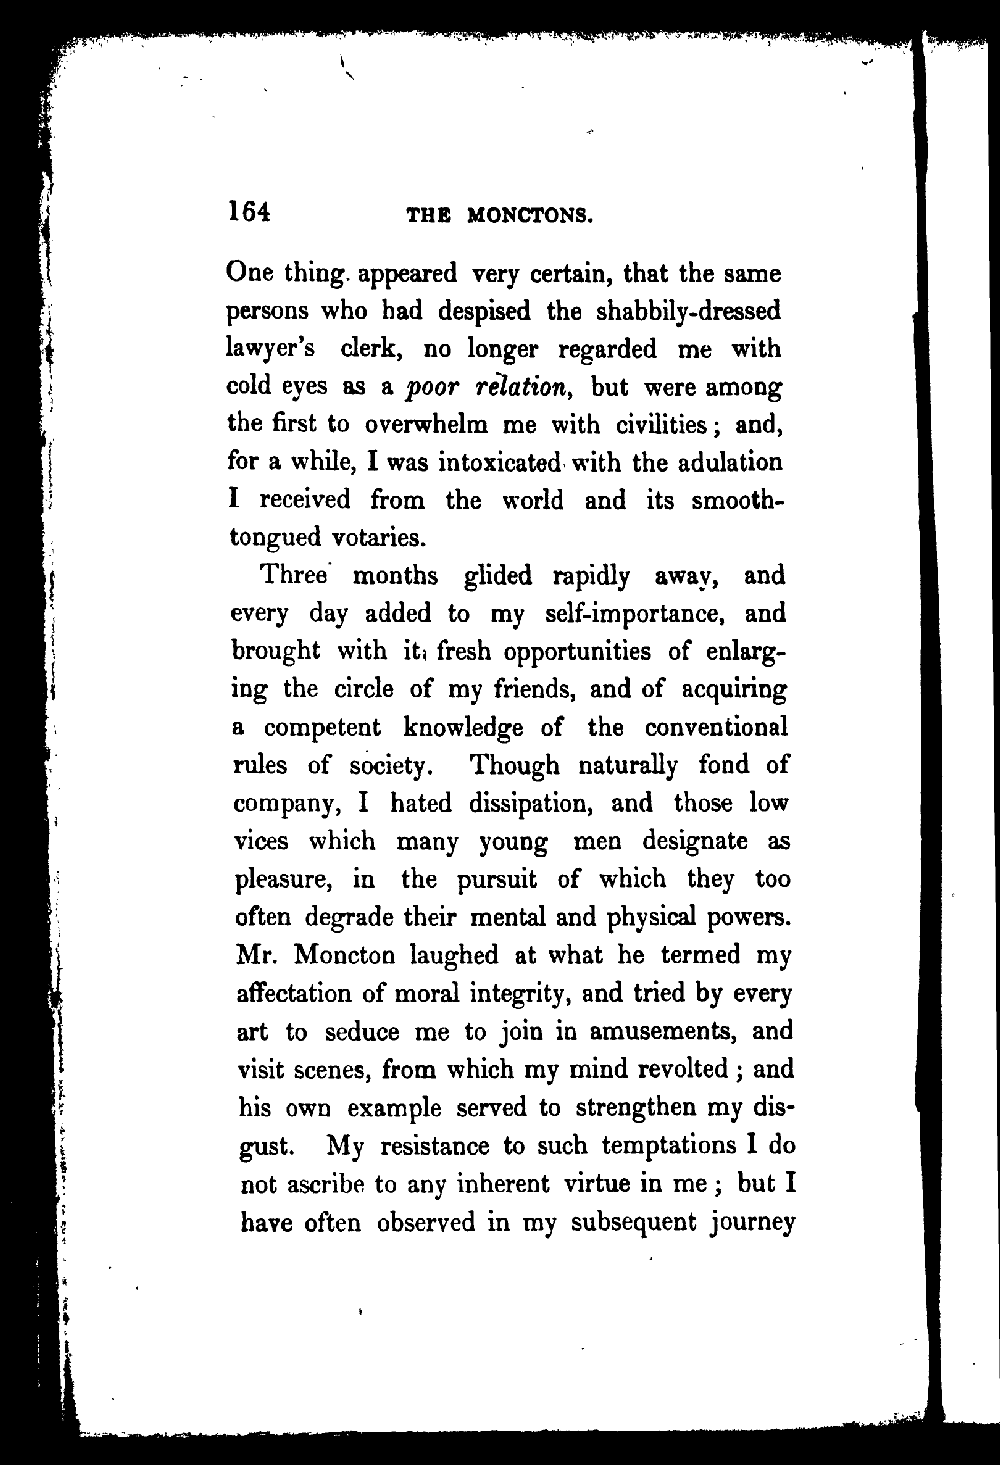 164 THE MONCTONS.
One thing appeared very certain, that the same
persons who had despised the shabbily-dressed
lawyer's clerk, no longer regarded me with
cold eyes as a poor relation, but were among
the first to overwhelm me with civilities; and,
for a while, I was intoxicated with the adulation
I received from the world and its smooth-
tongued votaries.
Three months glided rapidly away, and
every day added to my self-importance, and
brought with it, fresh opportunities of enlarg-
ing the circle of my friends, and of acquiring
a competent knowledge of the conventional
rules of society. Though naturally fond of
company, I hated dissipation, and those low
vices which many young men designate as
pleasure, in the pursuit of which they too
often degrade their mental and physical powers.
Mr. Moncton laughed at what he termed my
affectation of moral integrity, and tried by every
art to seduce me to join in amusements, and
visit scenes, from which my mind revolted; and
his own example served to strengthen my dis-
gust. My resistance to such temptations I do
not ascribe to any inherent virtue in me; but I
have often observed in my subsequent journey